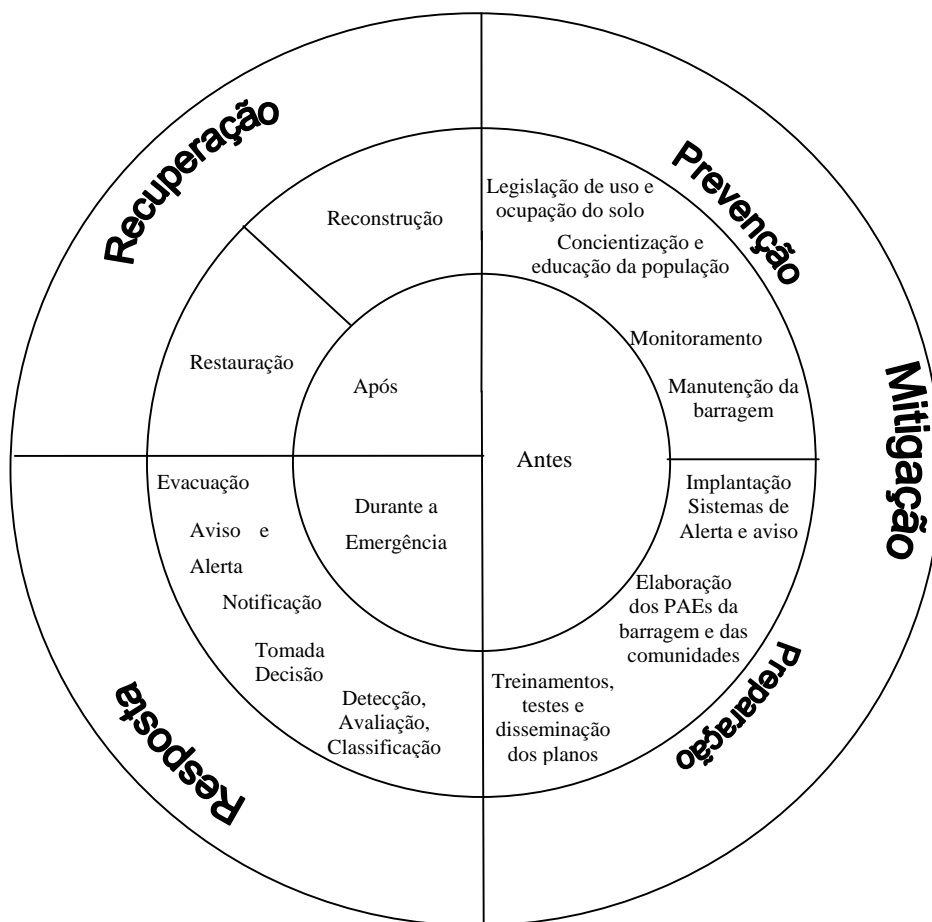 Recuperação
Prevenção
Mitigação
Preparação
Resposta
Reconstrução
Restauração
Após
Legislação de uso e
ocupação do solo
Concientização e
educação da população
Monitoramento
Manutenção da
barragem
Antes
Implantação
Sistemas de
Alerta e aviso
Elaboração
dos PAEs da
barragem e das
comunidades
Treinamentos,
testes e
disseminação
dos planos
Durante a
Emergência
Evacuação
Aviso e
Alerta
Notificação
Tomada
Decisão
Detecção,
Avaliação,
Classificação